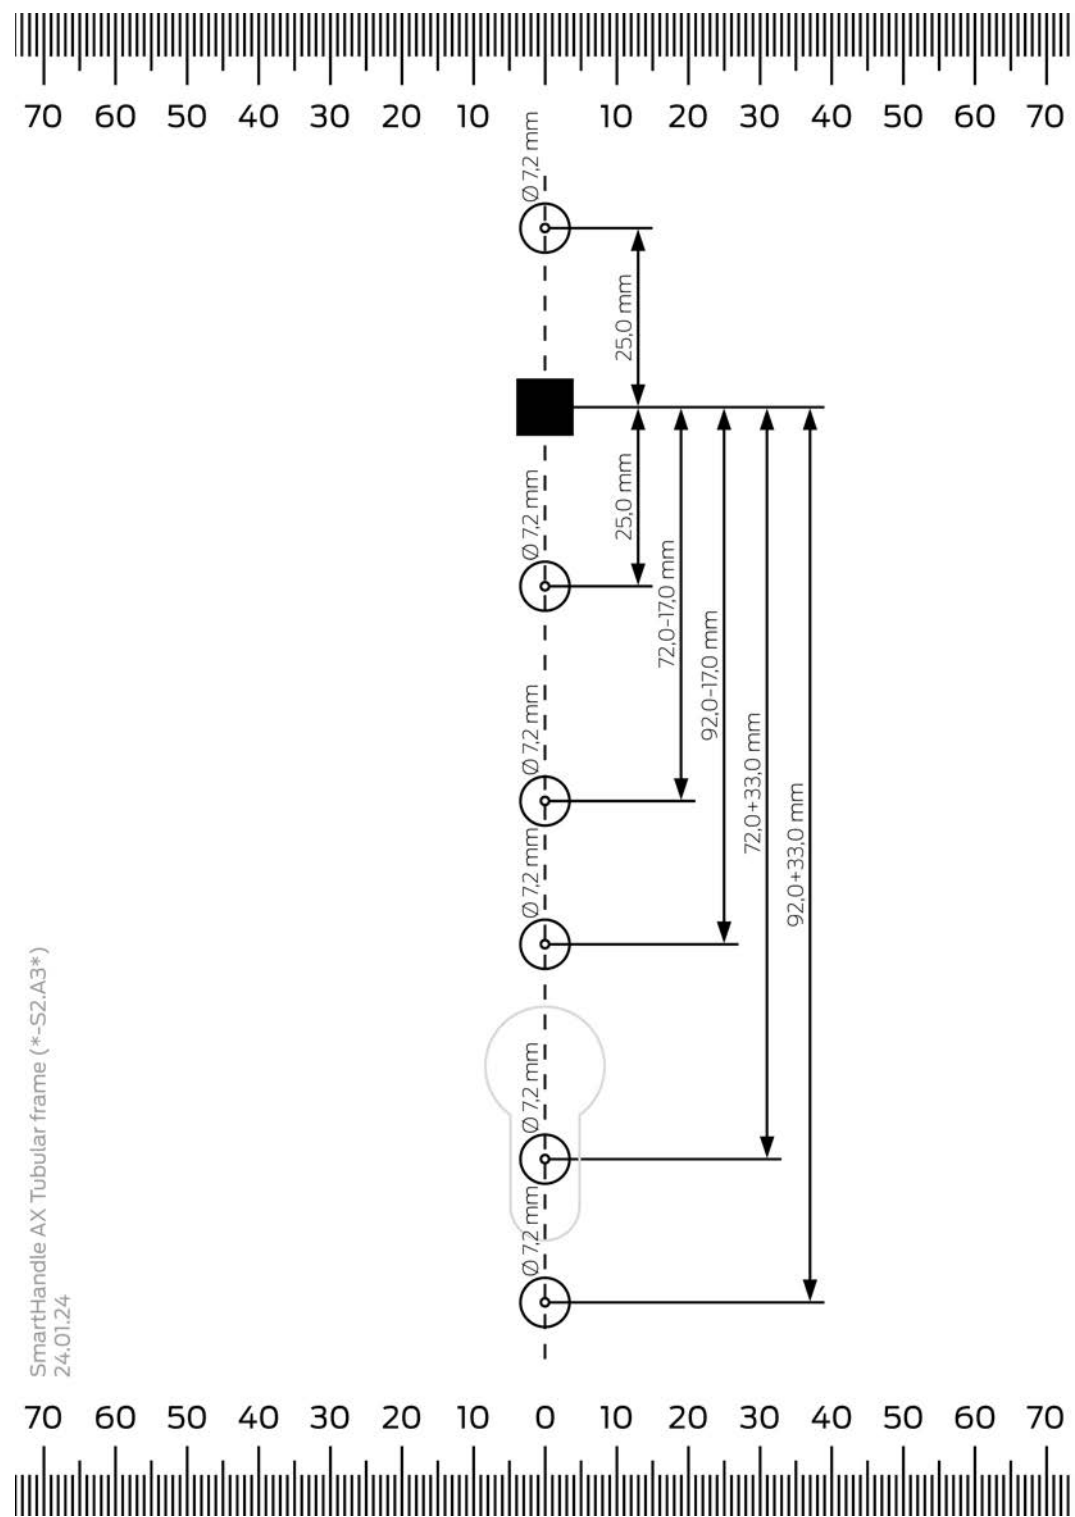 70 60 50 40 30 20 10 10 20 30 40 50 60 70
Ø 7,2 mm
25,0 mm
25,0 mm
Ø 7,2 mm
72,0-17,0 mm
92,0-17,0 mm
Ø 7,2 mm
72,0+33,0 mm
92,0+33,0 mm
Ø 7,2 mm
Ø 7,2 mm
Ø 7,2 mm
SmartHandle AX Tubular frame (*-S2.A3*)
24.01.24
70 60 50 40 30 20 10 0 10 20 30 40 50 60 70